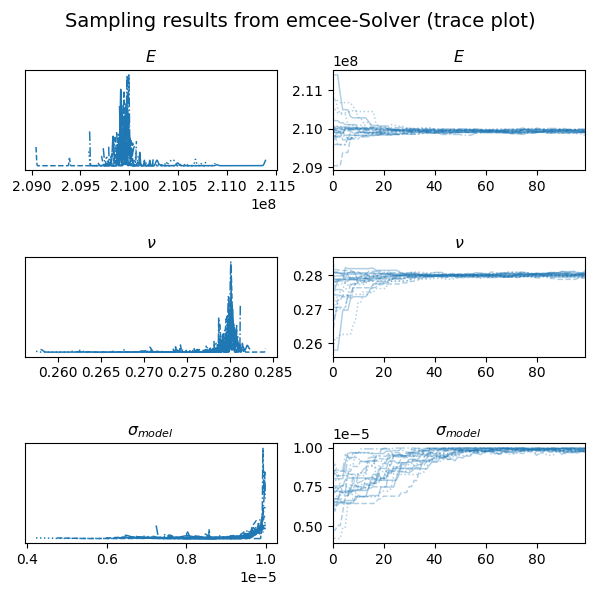 Sampling results from emcee-Solver (trace plot)
E
2.090 2.095 2.100 2.105 2.110 2.115
1e8
E
1e8
2.11
2.10
2.09
0 20 40 60 80
ν
0.260 0.265 0.270 0.275 0.280 0.285
ν
0.28
0.27
0.26
0 20 40 60 80
σmodel
0.4 0.6 0.8 1.0
1e−5
σmodel
1e−5
1.00
0.75
0.50
0 20 40 60 80